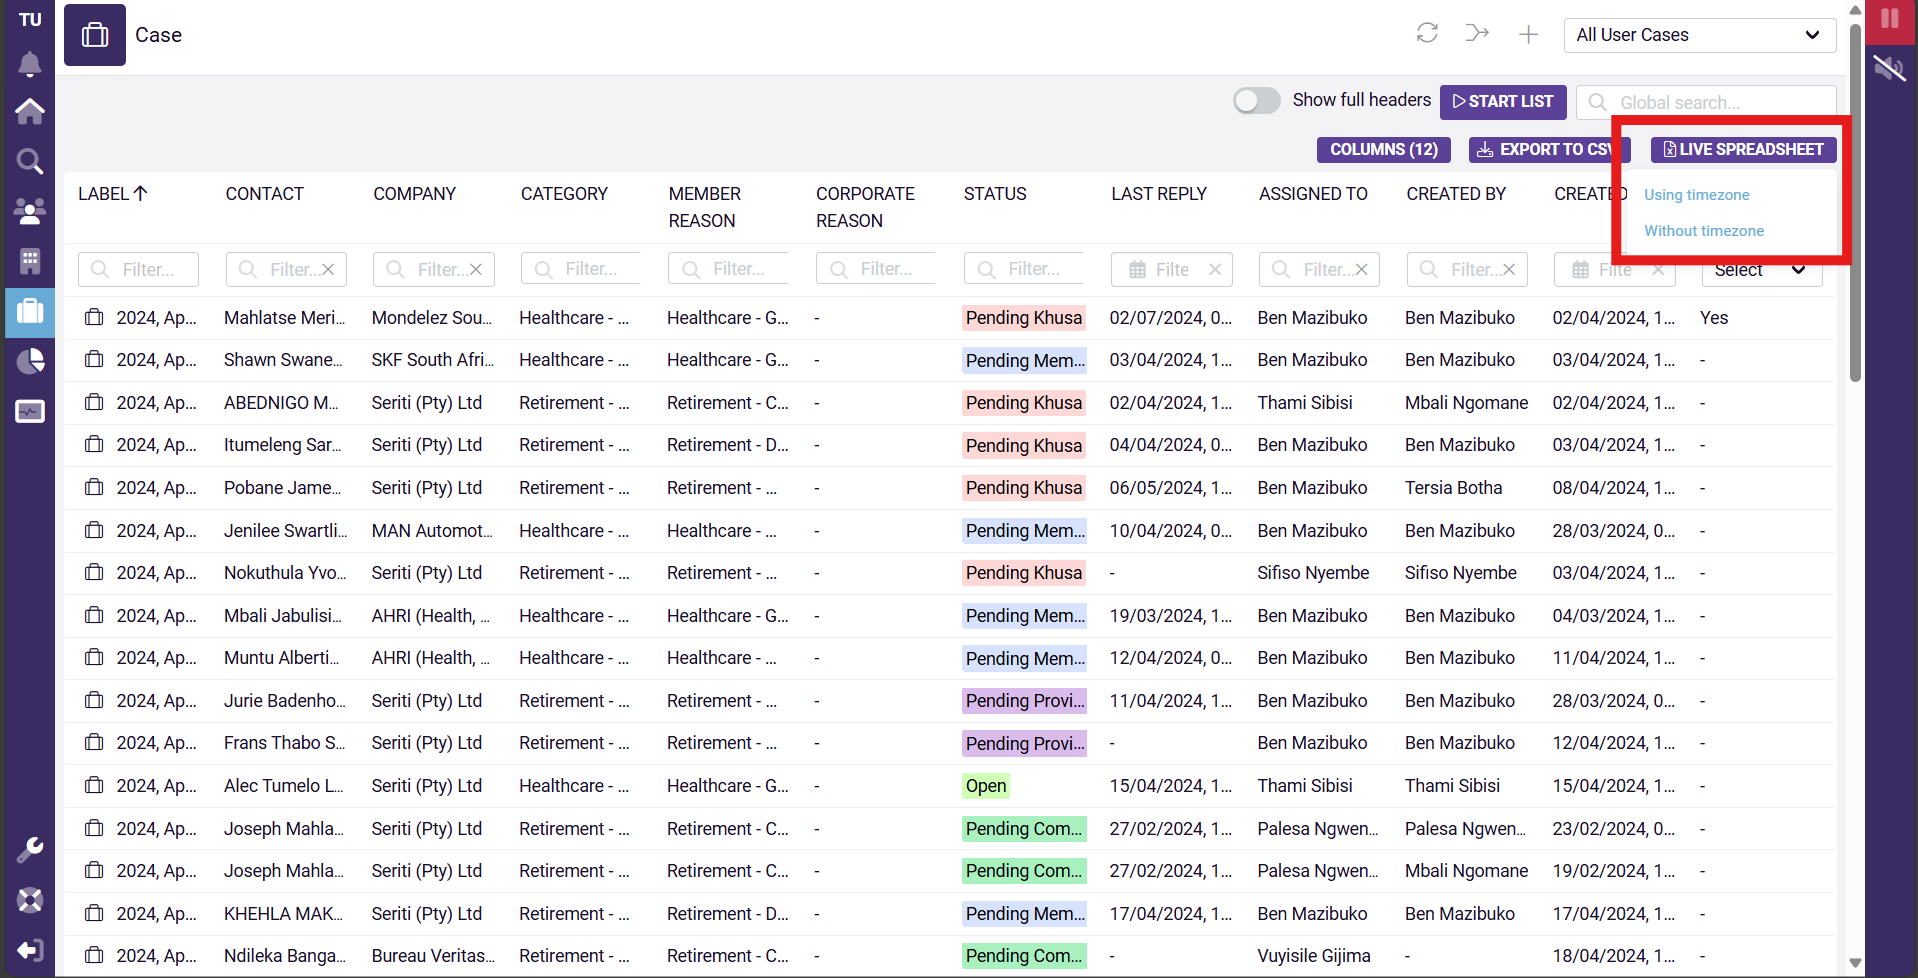 TU
Case
All User Cases
Show full headers
START LIST
Global search...
COLUMNS (12)
EXPORT TO CSV
LIVE SPREADSHEET
Using timezone
Without timezone
LABEL CONTACT COMPANY CATEGORY MEMBER REASON CORPORATE REASON STATUS LAST REPLY ASSIGNED TO CREATED BY CREATED
Filter... Filter... Filter... Filter... Filter... Filter... Filter... Filte Filter... Filter... Filte Select
2024, Ap... Mahlatse Meri... Mondelez Sou... Healthcare - ... Healthcare - G... - Pending Khusa 02/07/2024, 0... Ben Mazibuko Ben Mazibuko 02/04/2024, 1... Yes
2024, Ap... Shawn Swane... SKF South Afri... Healthcare - ... Healthcare - G... - Pending Mem... 03/04/2024, 1... Ben Mazibuko Ben Mazibuko 03/04/2024, 1... -
2024, Ap... ABEDNIGO M... Seriti (Pty) Ltd Retirement - ... Retirement - C... - Pending Khusa 02/04/2024, 1... Thami Sibisi Mbali Ngomane 02/04/2024, 1... -
2024, Ap... Itumeleng Sar... Seriti (Pty) Ltd Retirement - ... Retirement - D... - Pending Khusa 04/04/2024, 0... Ben Mazibuko Ben Mazibuko 03/04/2024, 1... -
2024, Ap... Pobane Jame... Seriti (Pty) Ltd Retirement - ... Retirement - ... - Pending Khusa 06/05/2024, 1... Ben Mazibuko Tersia Botha 08/04/2024, 1... -
2024, Ap... Jenilee Swartli... MAN Automot... Healthcare - ... Healthcare - ... - Pending Mem... 10/04/2024, 0... Ben Mazibuko Ben Mazibuko 28/03/2024, 0... -
2024, Ap... Nokuthula Yvo... Seriti (Pty) Ltd Retirement - ... Retirement - ... - Pending Khusa - Sifiso Nyembe Sifiso Nyembe 03/04/2024, 1... -
2024, Ap... Mbali Jabulisi... AHRI (Health, ... Healthcare - ... Healthcare - G... - Pending Mem... 19/03/2024, 1... Ben Mazibuko Ben Mazibuko 04/03/2024, 1... -
2024, Ap... Muntu Alberti... AHRI (Health, ... Healthcare - ... Healthcare - ... - Pending Mem... 12/04/2024, 0... Ben Mazibuko Ben Mazibuko 11/04/2024, 1... -
2024, Ap... Jurie Badenho... Seriti (Pty) Ltd Retirement - ... Retirement - ... - Pending Provi... 11/04/2024, 1... Ben Mazibuko Ben Mazibuko 28/03/2024, 0... -
2024, Ap... Frans Thabo S... Seriti (Pty) Ltd Retirement - ... Retirement - ... - Pending Provi... - Ben Mazibuko Ben Mazibuko 12/04/2024, 1... -
2024, Ap... Alec Tumelo L... Seriti (Pty) Ltd Healthcare - ... Healthcare - G... - Open 15/04/2024, 1... Thami Sibisi Thami Sibisi 15/04/2024, 1... -
2024, Ap... Joseph Mahla... Seriti (Pty) Ltd Retirement - ... Retirement - C... - Pending Com... 27/02/2024, 1... Palesa Ngwen... Palesa Ngwen... 23/02/2024, 0... -
2024, Ap... Joseph Mahla... Seriti (Pty) Ltd Retirement - ... Retirement - C... - Pending Com... 27/02/2024, 1... Palesa Ngwen... Mbali Ngomane 19/02/2024, 1... -
2024, Ap... KHEHLA MAK... Seriti (Pty) Ltd Retirement - ... Retirement - D... - Pending Mem... 17/04/2024, 1... Ben Mazibuko Ben Mazibuko 17/04/2024, 1... -
2024, Ap... Ndileka Banga... Bureau Veritas... Retirement - ... Retirement - C... - Pending Com... - Vuyisile Gijima - 18/04/2024, 1... -